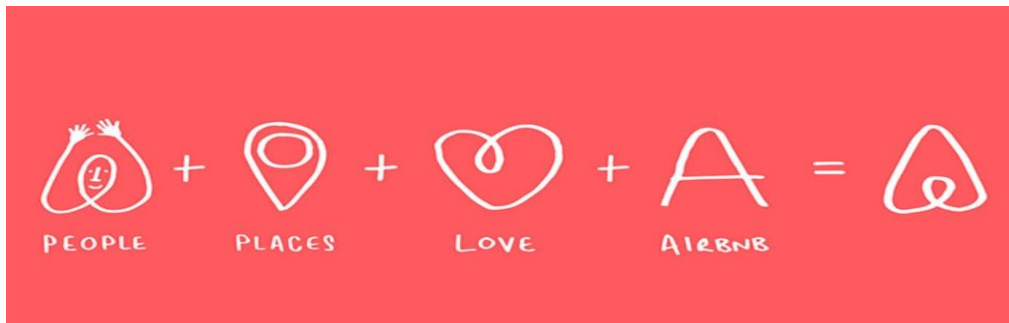 + + + A =
PEOPLE PLACES LOVE AIRBNB